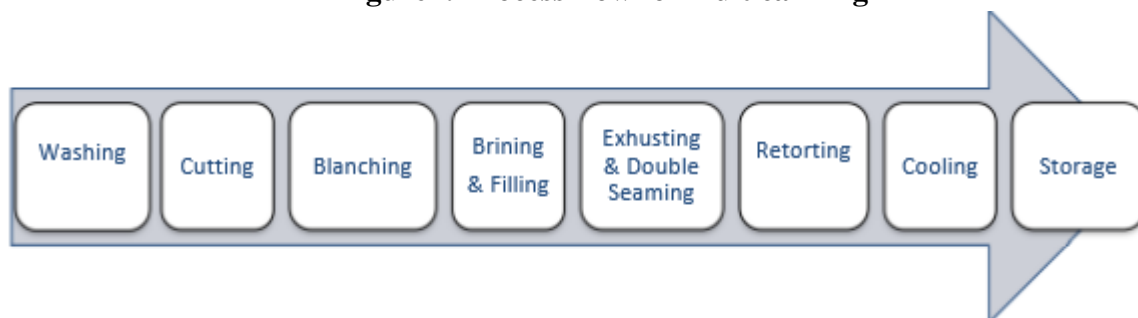 Washing
Cutting
Blanching
Brining
& Filling
Exhusting
& Double
Seaming
Retorting
Cooling
Storage